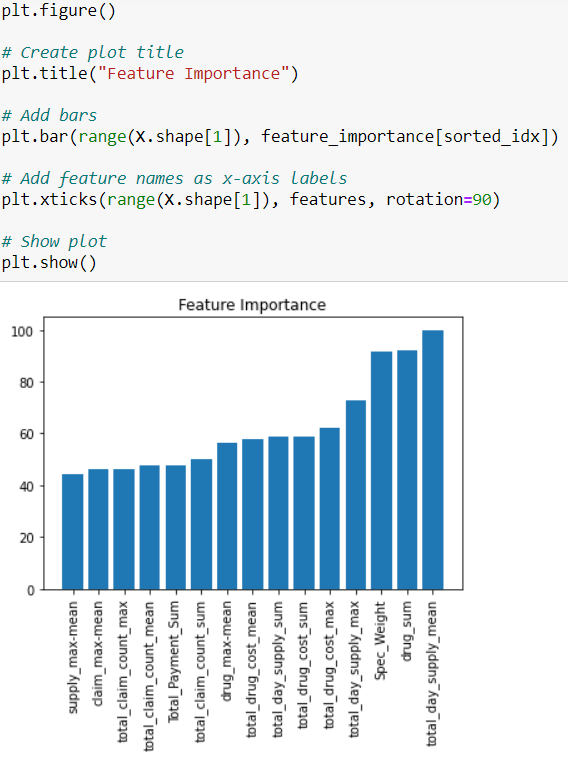 plt.figure()
# Create plot title
plt.title("Feature Importance")
# Add bars
plt.bar(range(X.shape[1]), feature_importance[sorted_idx])
# Add feature names as x-axis labels
plt.xticks(range(X.shape[1]), features, rotation=90)
# Show plot
plt.show()
Feature Importance
100
80
60
40
20
0
supply_max-mean
claim_max-mean
total_claim_count_max
total_claim_count_mean
Total_Payment_Sum
total_claim_count_sum
drug_max-mean
total_drug_cost_mean
total_day_supply_sum
total_drug_cost_sum
total_drug_cost_max
total_day_supply_max
Spec_Weight
drug_sum
total_day_supply_mean